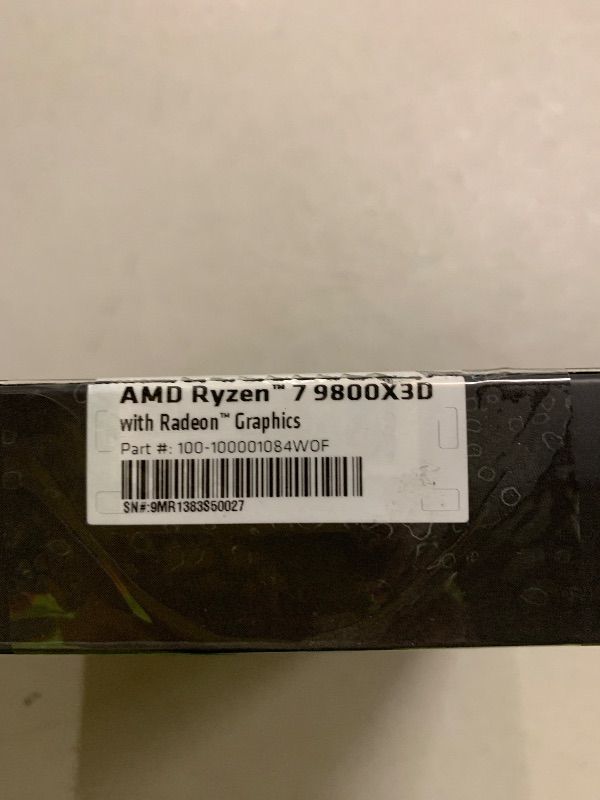 AMD Ryzen™ 7 9800X3D
with Radeon™ Graphics
Part #: 100-100001084WOF
SN#:9MR1383S50027